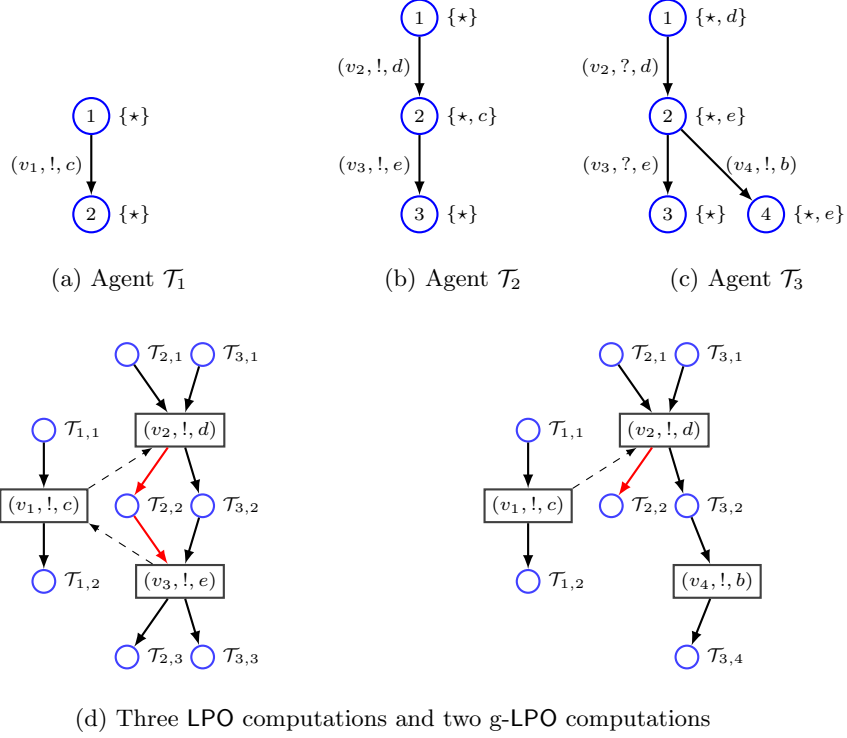 1 {⋆} 1 {⋆, d}
(v₂, !, d) (v₂, ?, d)
1 {⋆} 2 {⋆, c} 2 {⋆, e}
(v₁, !, c) (v₃, !, e) (v₃, ?, e) (v₄, !, b)
2 {⋆} 3 {⋆} 3 {⋆} 4 {⋆, e}
(a) Agent 𝒯₁ (b) Agent 𝒯₂ (c) Agent 𝒯₃
𝒯₂,₁ 𝒯₃,₁ 𝒯₂,₁ 𝒯₃,₁
𝒯₁,₁ (v₂, !, d) 𝒯₁,₁ (v₂, !, d)
(v₁, !, c) 𝒯₂,₂ 𝒯₃,₂ (v₁, !, c) 𝒯₂,₂ 𝒯₃,₂
𝒯₁,₂ (v₃, !, e) 𝒯₁,₂ (v₄, !, b)
𝒯₂,₃ 𝒯₃,₃ 𝒯₃,₄
(d) Three LPO computations and two g-LPO computations